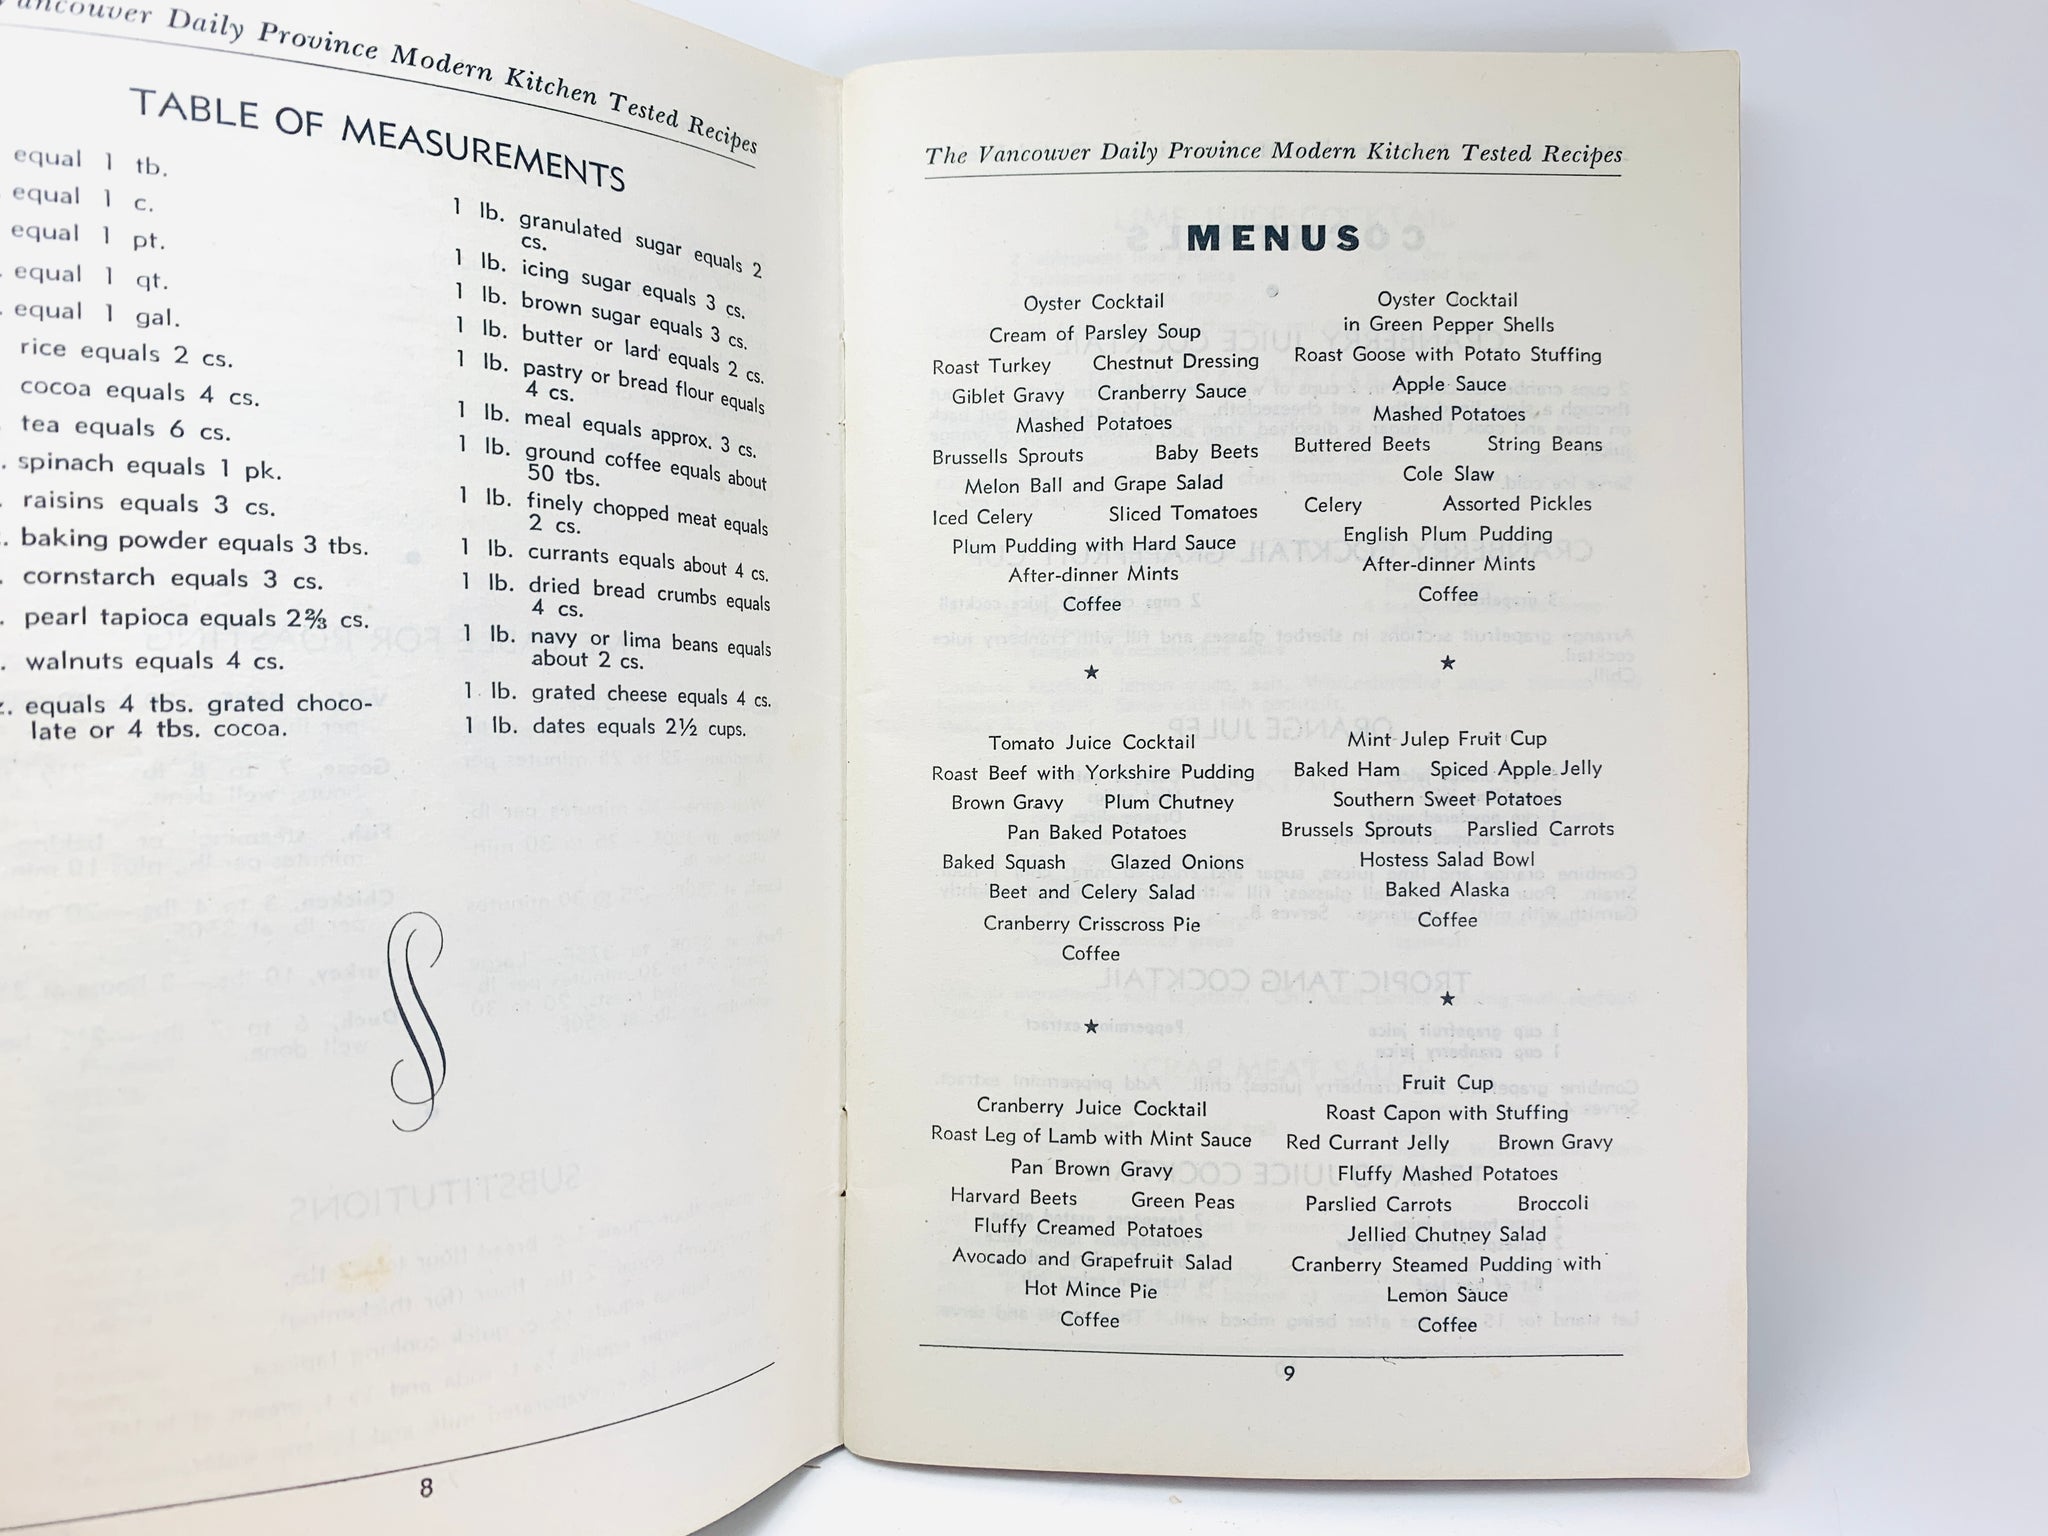 Vancouver Daily Province Modern Kitchen Tested Recipes
TABLE OF MEASUREMENTS
equal 1 tb.
equal 1 c.
equal 1 pt.
equal 1 qt.
equal 1 gal.
rice equals 2 cs.
cocoa equals 4 cs.
tea equals 6 cs.
spinach equals 1 pk.
raisins equals 3 cs.
baking powder equals 3 tbs.
cornstarch equals 3 cs.
pearl tapioca equals 2⅔ cs.
walnuts equals 4 cs.
equals 4 tbs. grated choco-
late or 4 tbs. cocoa.
1 lb. granulated sugar equals 2
cs.
1 lb. icing sugar equals 3 cs.
1 lb. brown sugar equals 3 cs.
1 lb. butter or lard equals 2 cs.
1 lb. pastry or bread flour equals
4 cs.
1 lb. meal equals approx. 3 cs.
1 lb. ground coffee equals about
50 tbs.
1 lb. finely chopped meat equals
2 cs.
1 lb. currants equals about 4 cs.
1 lb. dried bread crumbs equals
4 cs.
1 lb. navy or lima beans equals
about 2 cs.
1 lb. grated cheese equals 4 cs.
1 lb. dates equals 2½ cups.
8
The Vancouver Daily Province Modern Kitchen Tested Recipes
MENUS
Oyster Cocktail
Cream of Parsley Soup
Roast Turkey Chestnut Dressing
Giblet Gravy Cranberry Sauce
Mashed Potatoes
Brussells Sprouts Baby Beets
Melon Ball and Grape Salad
Iced Celery Sliced Tomatoes
Plum Pudding with Hard Sauce
After-dinner Mints
Coffee
★
Tomato Juice Cocktail
Roast Beef with Yorkshire Pudding
Brown Gravy Plum Chutney
Pan Baked Potatoes
Baked Squash Glazed Onions
Beet and Celery Salad
Cranberry Crisscross Pie
Coffee
★
Cranberry Juice Cocktail
Roast Leg of Lamb with Mint Sauce
Pan Brown Gravy
Harvard Beets Green Peas
Fluffy Creamed Potatoes
Avocado and Grapefruit Salad
Hot Mince Pie
Coffee
Oyster Cocktail
in Green Pepper Shells
Roast Goose with Potato Stuffing
Apple Sauce
Mashed Potatoes
Buttered Beets String Beans
Cole Slaw
Celery Assorted Pickles
English Plum Pudding
After-dinner Mints
Coffee
★
Mint Julep Fruit Cup
Baked Ham Spiced Apple Jelly
Southern Sweet Potatoes
Brussels Sprouts Parslied Carrots
Hostess Salad Bowl
Baked Alaska
Coffee
★
Fruit Cup
Roast Capon with Stuffing
Red Currant Jelly Brown Gravy
Fluffy Mashed Potatoes
Parslied Carrots Broccoli
Jellied Chutney Salad
Cranberry Steamed Pudding with
Lemon Sauce
Coffee
9